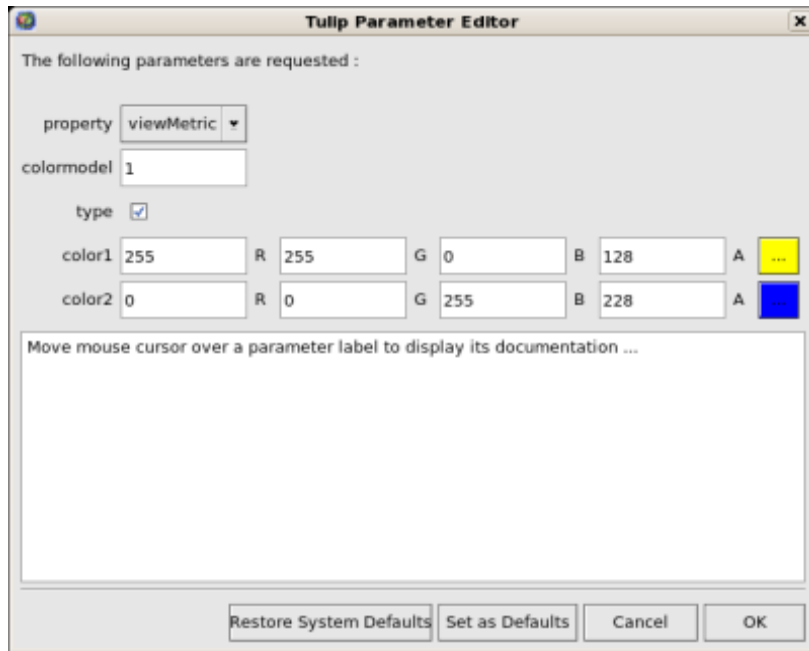 Tulip Parameter Editor
The following parameters are requested :
property viewMetric
colormodel 1
type
color1 255 R 255 G 0 B 128 A ...
color2 0 R 0 G 255 B 228 A ...
Move mouse cursor over a parameter label to display its documentation ...
Restore System Defaults Set as Defaults Cancel OK